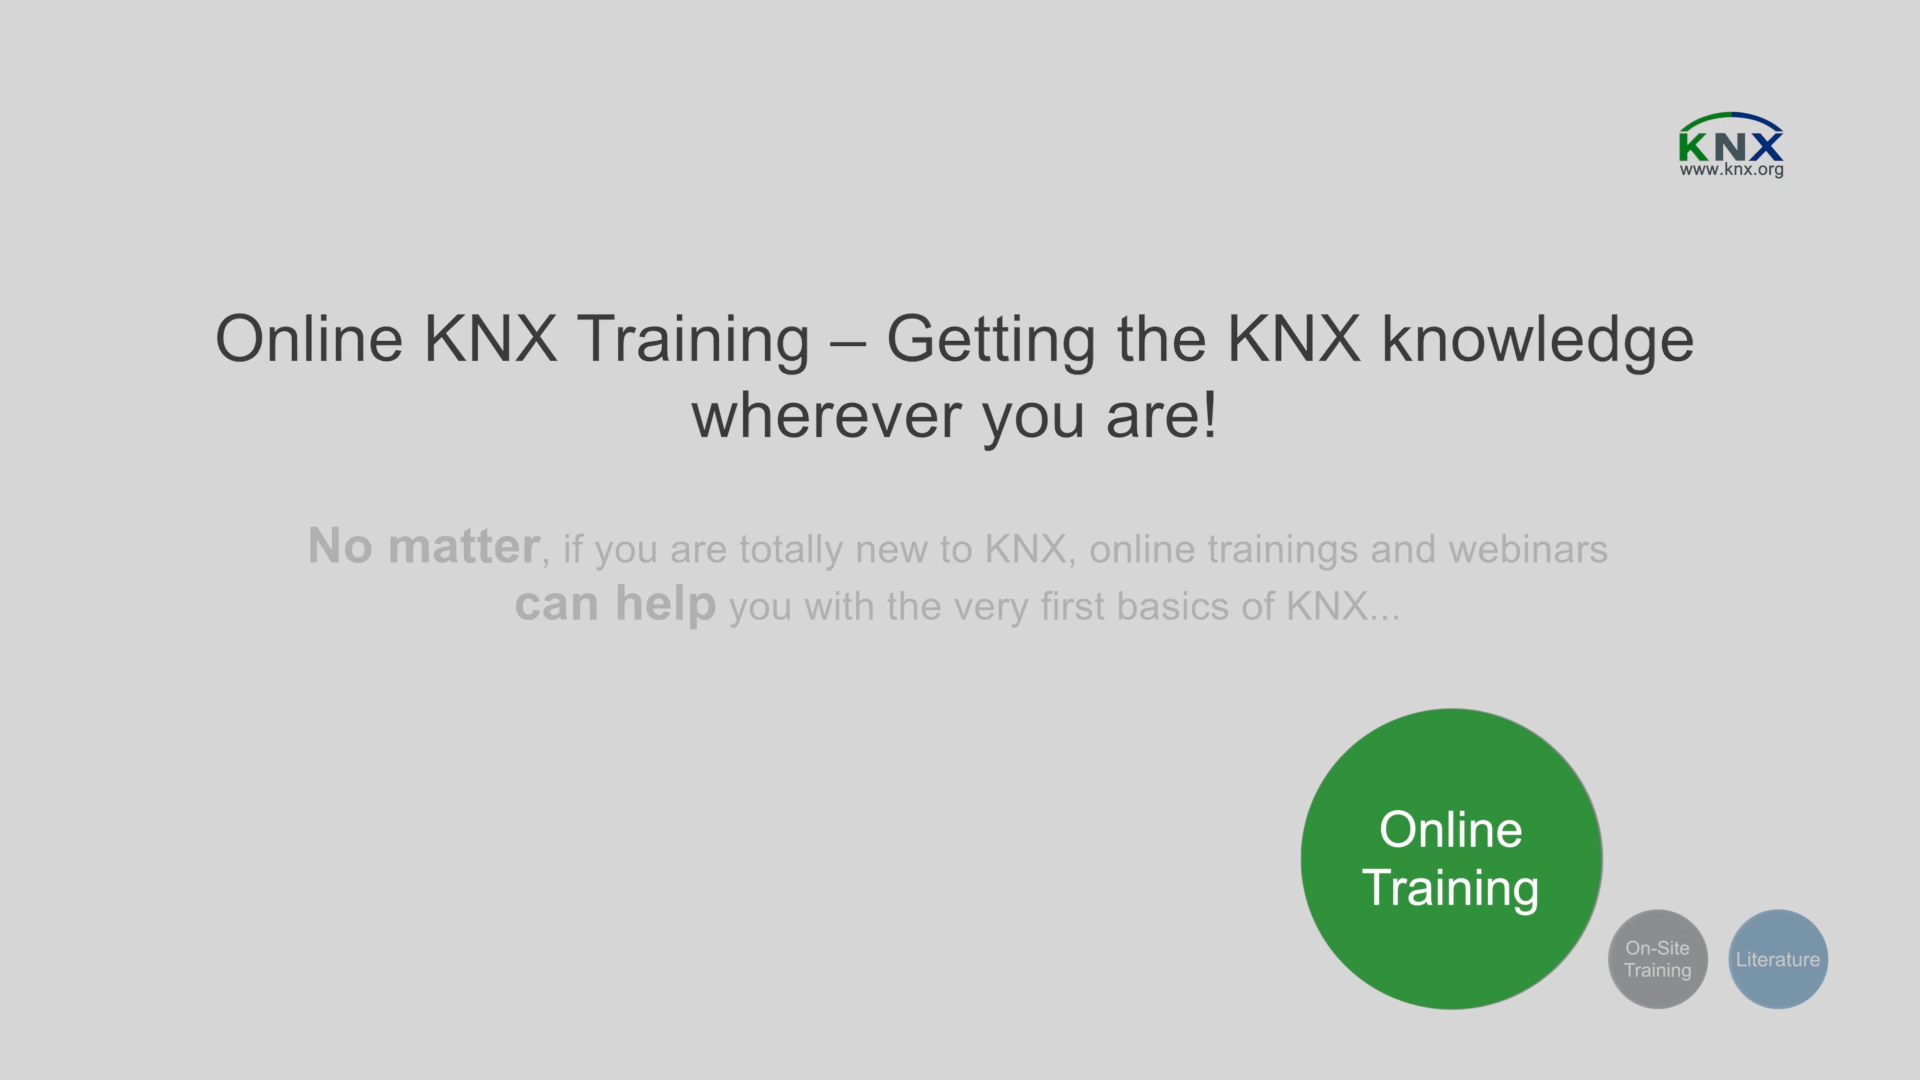 KNX
www.knx.org
Online KNX Training – Getting the KNX knowledge
wherever you are!
No matter, if you are totally new to KNX, online trainings and webinars
can help you with the very first basics of KNX...
Online
Training
On-Site
Training
Literature